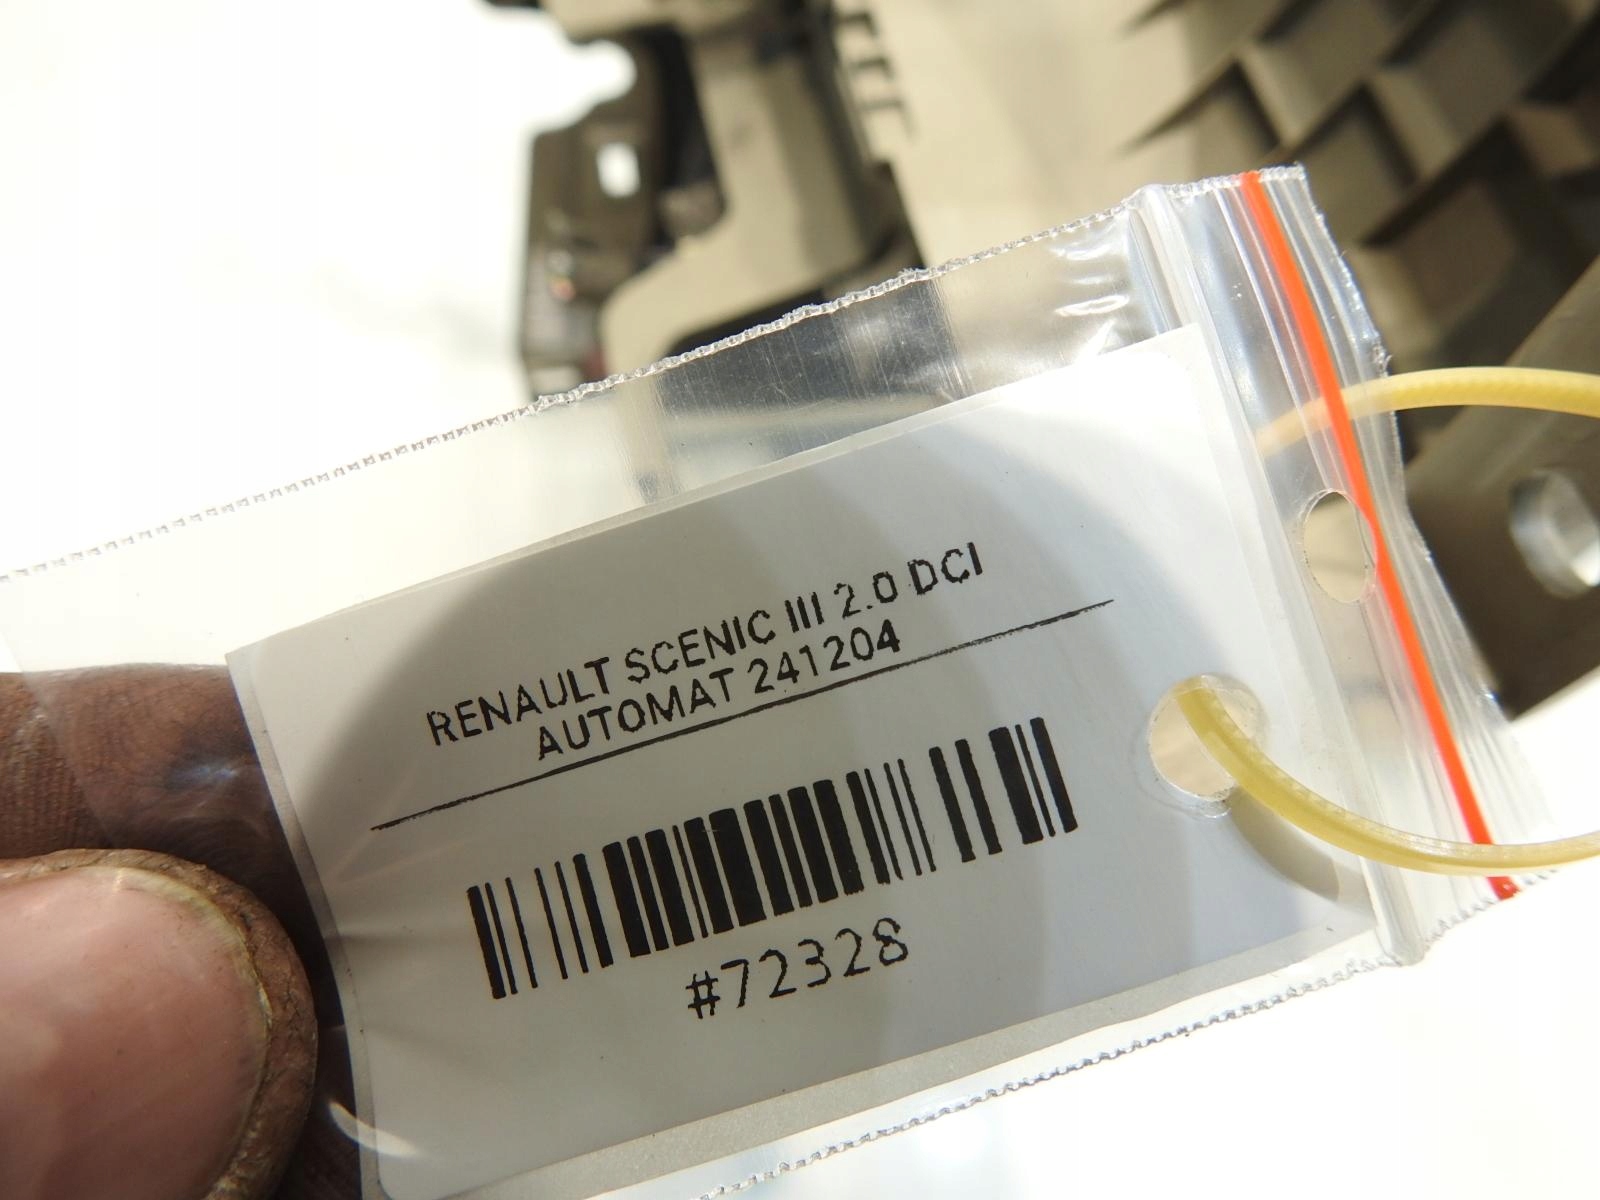 RENAULT SCENIC III 2.0 DCI
AUTOMAT 241204
#72328